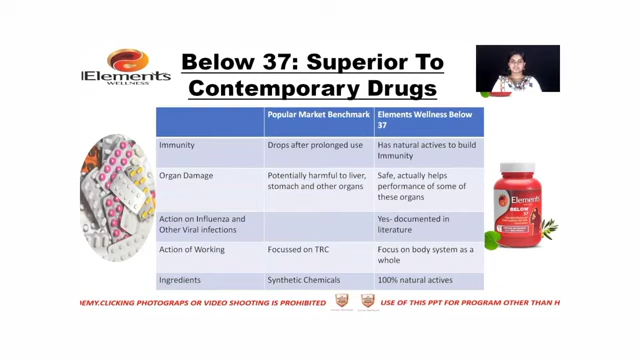 Elements
WELLNESS
Below 37: Superior To
Contemporary Drugs
Popular Market Benchmark
Elements Wellness Below
37
Immunity
Drops after prolonged use
Has natural actives to build
Immunity
Organ Damage
Potentially harmful to liver,
stomach and other organs
Safe, actually helps
performance of some of
these organs
Action on Influenza and
Other Viral infections
Yes- documented in
literature
Action of Working
Focussed on TRC
Focus on body system as a
whole
Ingredients
Synthetic Chemicals
100% natural actives
Elements
BELOW
37
DEMY.CLICKING PHOTOGRAPS OR VIDEO SHOOTING IS PROHIBITED
USE OF THIS PPT FOR PROGRAM OTHER THAN H